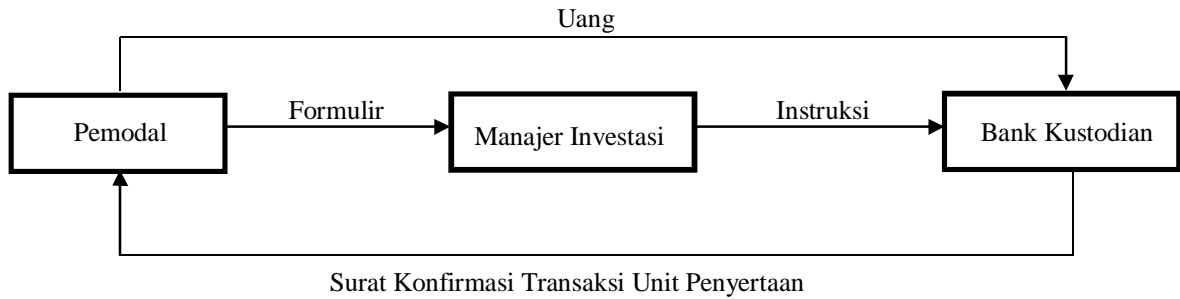 Uang
Formulir
Instruksi
Pemodal
Manajer Investasi
Bank Kustodian
Surat Konfirmasi Transaksi Unit Penyertaan